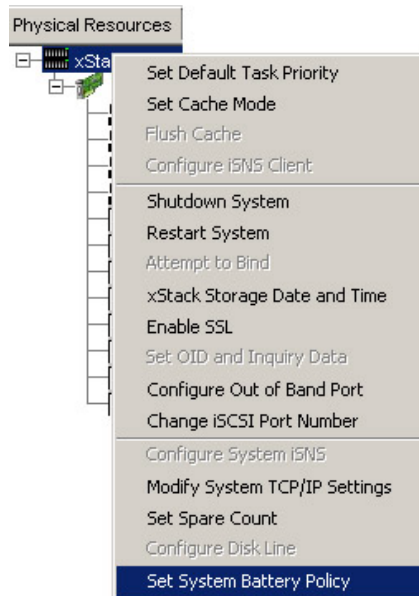 Physical Resources
xSta
Set Default Task Priority
Set Cache Mode
Flush Cache
Configure iSNS Client
Shutdown System
Restart System
Attempt to Bind
xStack Storage Date and Time
Enable SSL
Set OID and Inquiry Data
Configure Out of Band Port
Change iSCSI Port Number
Configure System iSNS
Modify System TCP/IP Settings
Set Spare Count
Configure Disk Line
Set System Battery Policy